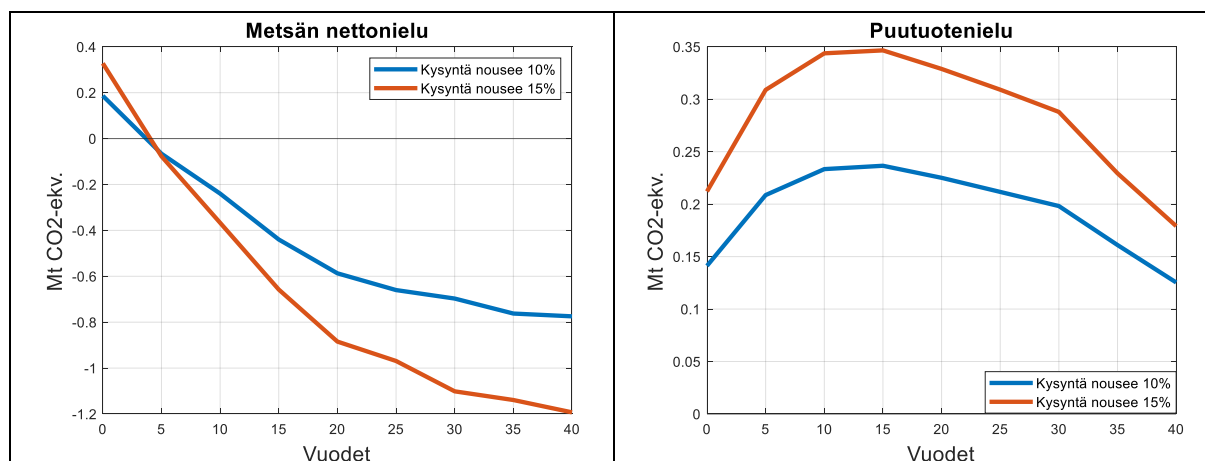 Metsän nettonielu
0.4
0.2
0
-0.2
-0.4
-0.6
-0.8
-1
-1.2
Mt CO2-ekv.
Kysyntä nousee 10%
Kysyntä nousee 15%
0 5 10 15 20 25 30 35 40
Vuodet
Puutuotenielu
0.35
0.3
0.25
0.2
0.15
0.1
0.05
0
Mt CO2-ekv.
Kysyntä nousee 10%
Kysyntä nousee 15%
0 5 10 15 20 25 30 35 40
Vuodet